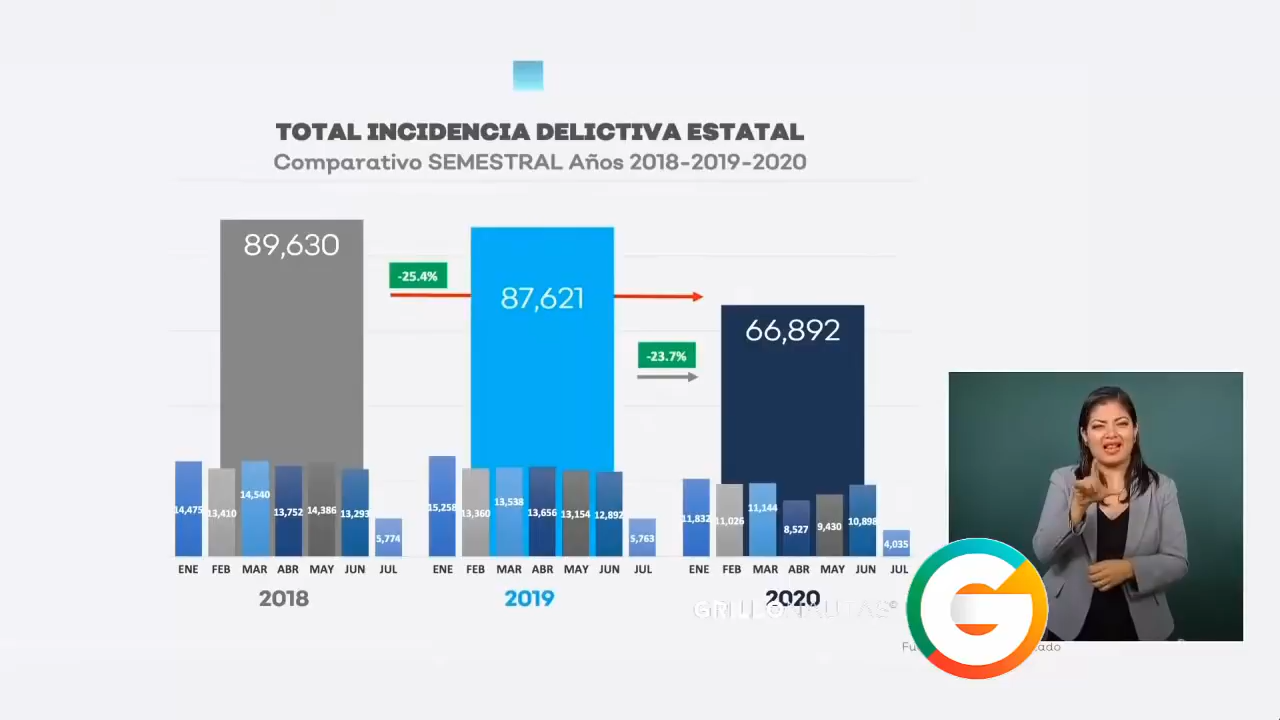 TOTAL INCIDENCIA DELICTIVA ESTATAL
Comparativo SEMESTRAL Años 2018-2019-2020
89,630
-25.4%
87,621
66,892
-23.7%
14,475 13,410 14,540 13,752 14,386 13,293 5,774
15,258 13,360 13,538 13,656 13,154 12,892 5,763
11,832 11,026 11,144 8,527 9,430 10,898 4,035
ENE FEB MAR ABR MAY JUN JUL
ENE FEB MAR ABR MAY JUN JUL
ENE FEB MAR ABR MAY JUN JUL
2018 2019 2020
GRILLONAUTAS©
G